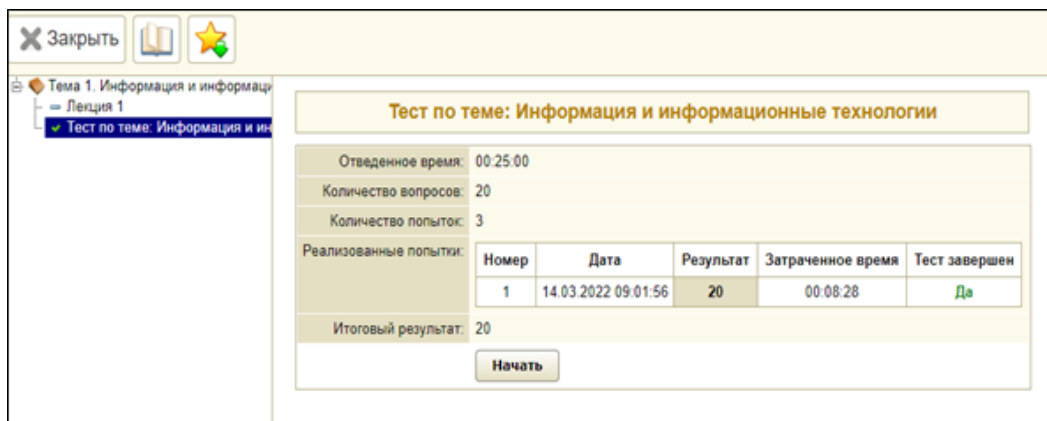 Закрыть
Тема 1. Информация и информаци
Лекция 1
Тест по теме: Информация и ин
Тест по теме: Информация и информационные технологии
Отведенное время: 00:25:00
Количество вопросов: 20
Количество попыток: 3
Реализованные попытки:
Номер Дата Результат Затраченное время Тест завершен
1 14.03.2022 09:01:56 20 00:08:28 Да
Итоговый результат: 20
Начать